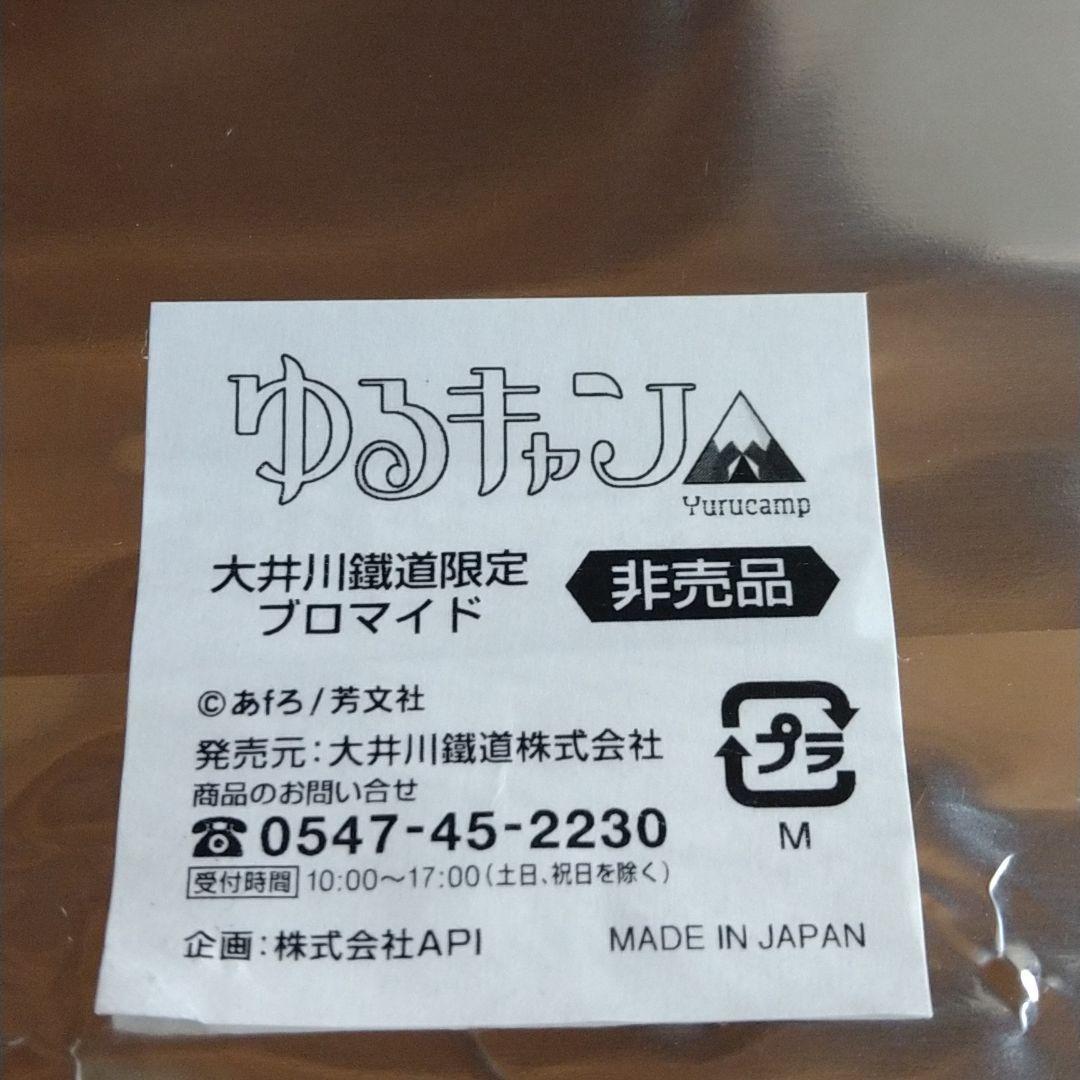 ゆるキャン
Yurucamp
大井川鐵道限定
ブロマイド
非売品
©あfろ/芳文社
発売元:大井川鐵道株式会社
商品のお問い合せ
☎0547-45-2230
受付時間 10:00〜17:00(土日、祝日を除く)
プラ
M
企画:株式会社API
MADE IN JAPAN